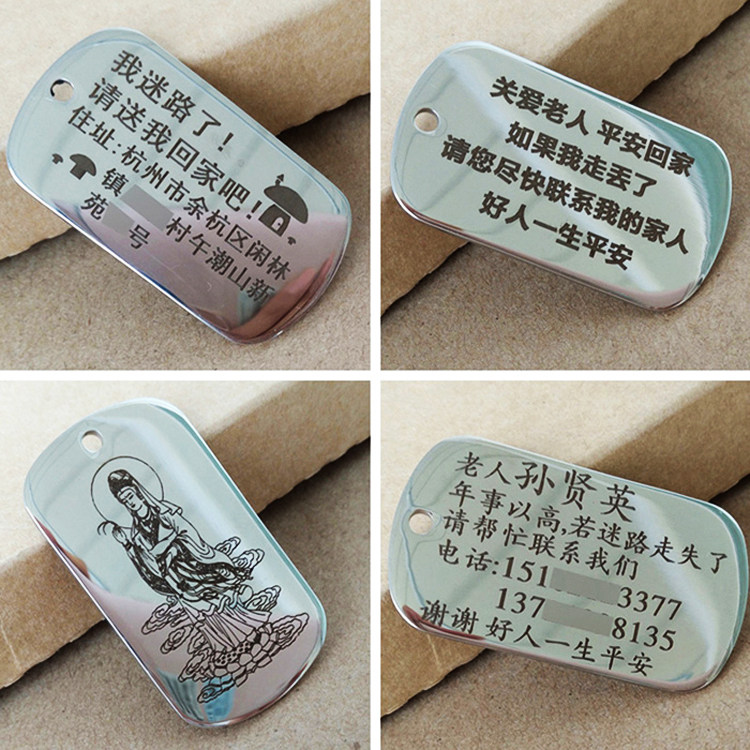 我迷路了！
请送我回家吧！
住址:杭州市余杭区闲林
镇 村午潮山新
苑 号
关爱老人 平安回家
如果我走丢了
请您尽快联系我的家人
好人一生平安
老人孙贤英
年事以高,若迷路走失了
请帮忙联系我们
电话:151 3377
137 8135
谢谢 好人一生平安